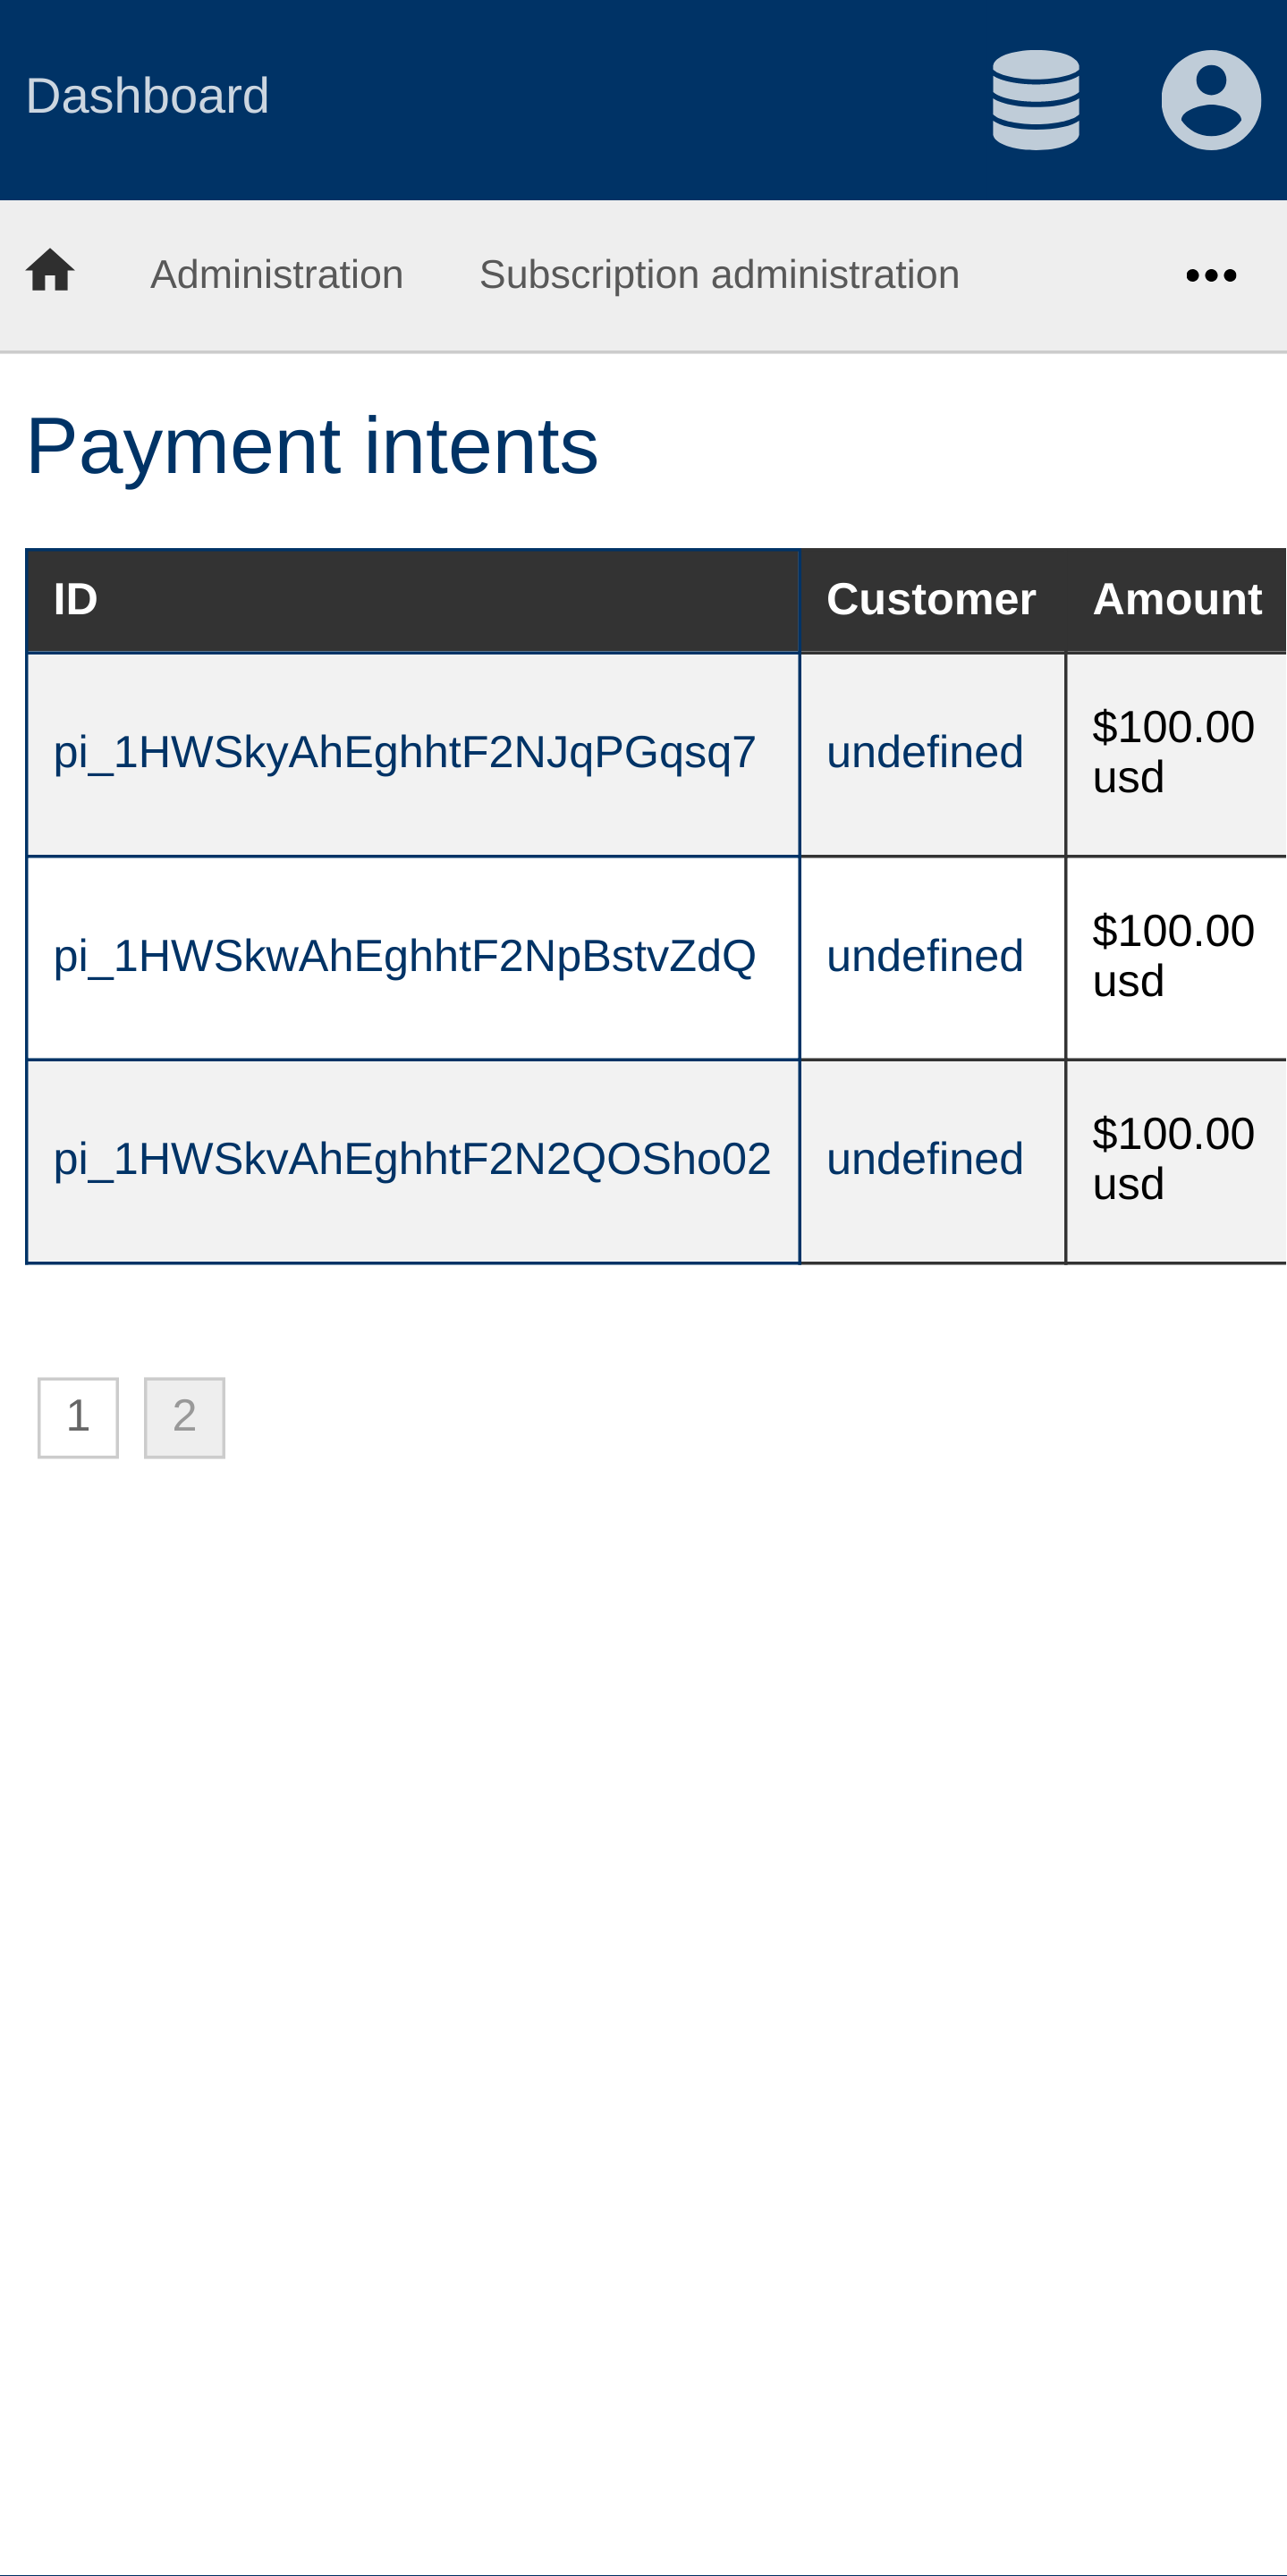 Dashboard
Administration Subscription administration
Payment intents
ID Customer Amount
pi_1HWSkyAhEghhtF2NJqPGqsq7 undefined $100.00
usd
pi_1HWSkwAhEghhtF2NpBstvZdQ undefined $100.00
usd
pi_1HWSkvAhEghhtF2N2QOSho02 undefined $100.00
usd
1 2